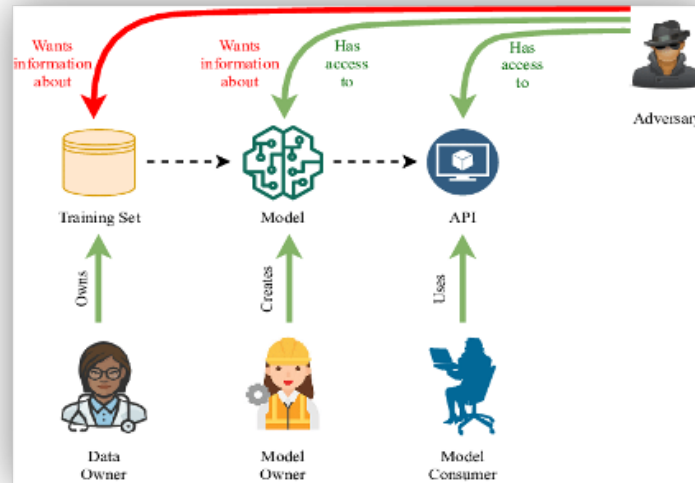 Wants
information
about
Wants
information
about
Has
access
to
Has
access
to
Adversary
Training Set
Model
API
Owns
Creates
Uses
Data
Owner
Model
Owner
Model
Consumer